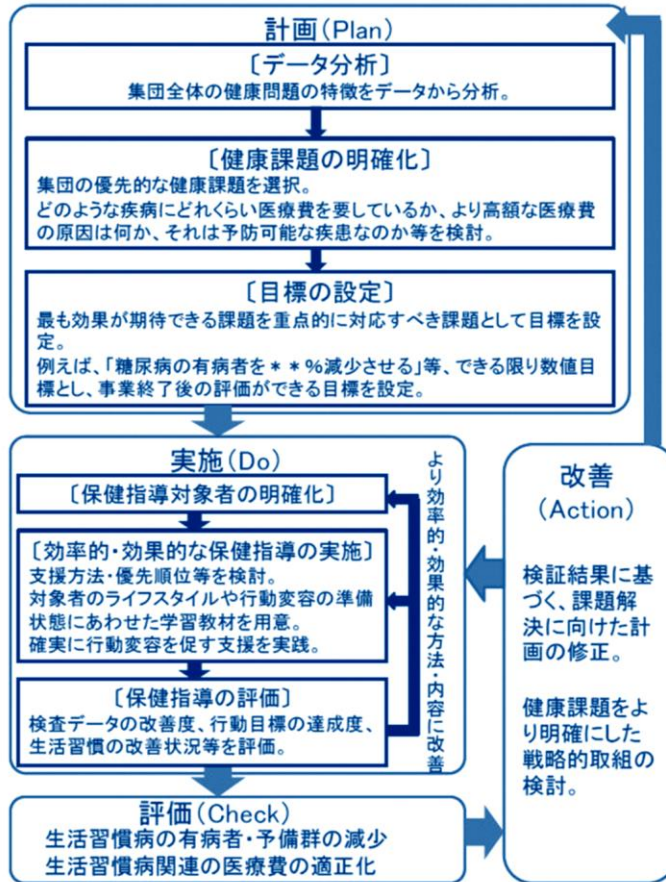 計画(Plan)
〔データ分析〕
集団全体の健康問題の特徴をデータから分析。
〔健康課題の明確化〕
集団の優先的な健康課題を選択。
どのような疾病にどれくらい医療費を要しているか、より高額な医療費
の原因は何か、それは予防可能な疾患なのか等を検討。
〔目標の設定〕
最も効果が期待できる課題を重点的に対応すべき課題として目標を設
定。
例えば、「糖尿病の有病者を＊＊%減少させる」等、できる限り数値目
標とし、事業終了後の評価ができる目標を設定。
実施(Do)
〔保健指導対象者の明確化〕
〔効率的・効果的な保健指導の実施〕
支援方法・優先順位等を検討。
対象者のライフスタイルや行動変容の準備
状態にあわせた学習教材を用意。
確実に行動変容を促す支援を実践。
〔保健指導の評価〕
検査データの改善度、行動目標の達成度、
生活習慣の改善状況等を評価。
より効率的・効果的な方法・内容に改善
評価(Check)
生活習慣病の有病者・予備群の減少
生活習慣病関連の医療費の適正化
改善
(Action)
検証結果に基
づく、課題解
決に向けた計
画の修正。
健康課題をよ
り明確にした
戦略的取組の
検討。